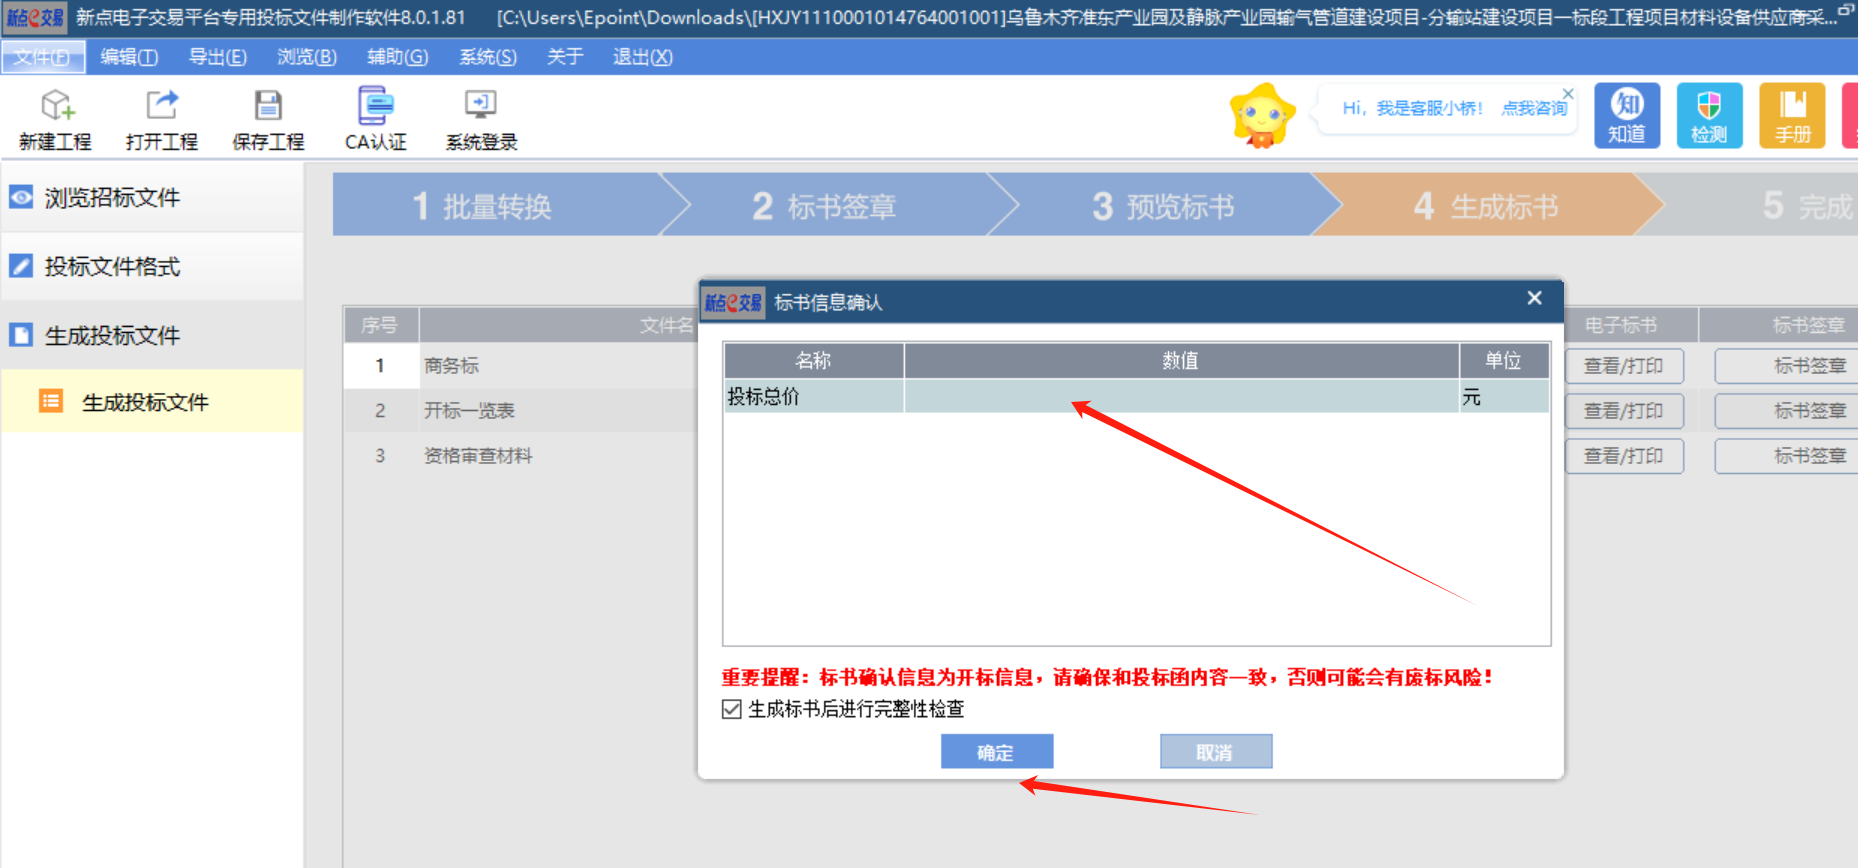 新点e交易 新点电子交易平台专用投标文件制作软件8.0.1.81 [C:\Users\Epoint\Downloads\[HXJY1110001014764001001]乌鲁木齐准东产业园及静脉产业园输气管道建设项目-分输站建设项目一标段工程项目材料设备供应商采...
文件(F) 编辑(T) 导出(E) 浏览(B) 辅助(G) 系统(S) 关于 退出(X)
新建工程 打开工程 保存工程 CA认证 系统登录
Hi，我是客服小桥！ 点我咨询
知 知道 检测 手册
浏览招标文件
投标文件格式
生成投标文件
生成投标文件
1 批量转换 2 标书签章 3 预览标书 4 生成标书 5 完成
序号 文件名 电子标书 标书签章
1 商务标 查看/打印 标书签章
2 开标一览表 查看/打印 标书签章
3 资格审查材料 查看/打印 标书签章
新点e交易 标书信息确认
名称 数值 单位
投标总价 元
重要提醒：标书确认信息为开标信息，请确保和投标函内容一致，否则可能会有废标风险！
生成标书后进行完整性检查
确定 取消